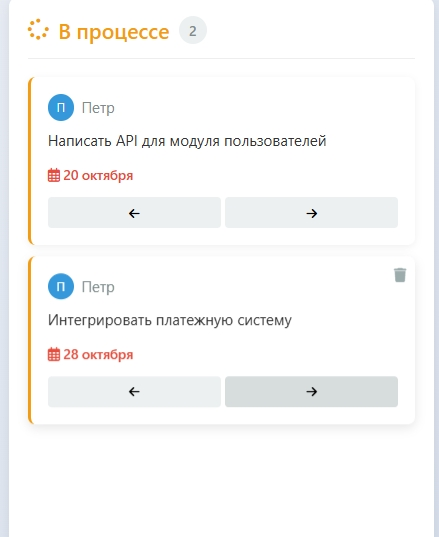 В процессе 2
П Петр
Написать API для модуля пользователей
20 октября
← →
П Петр
Интегрировать платежную систему
28 октября
← →